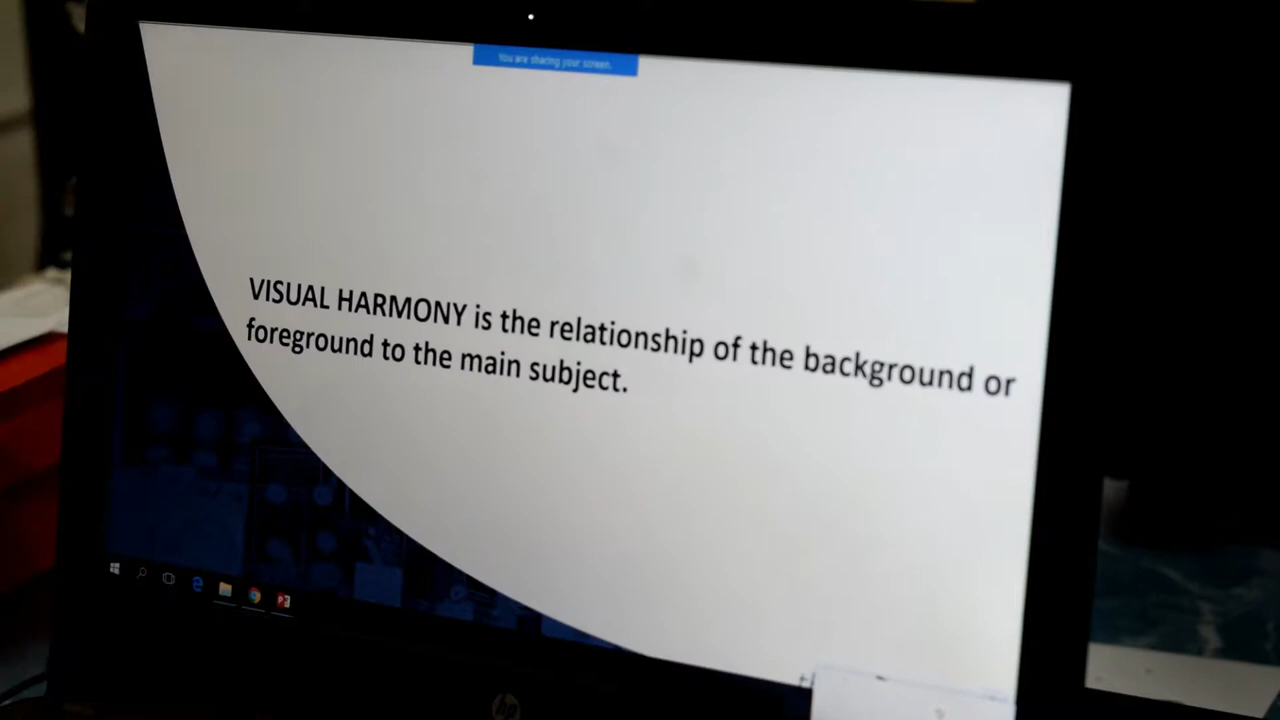 You are sharing your screen.
VISUAL HARMONY is the relationship of the background or
foreground to the main subject.
hp